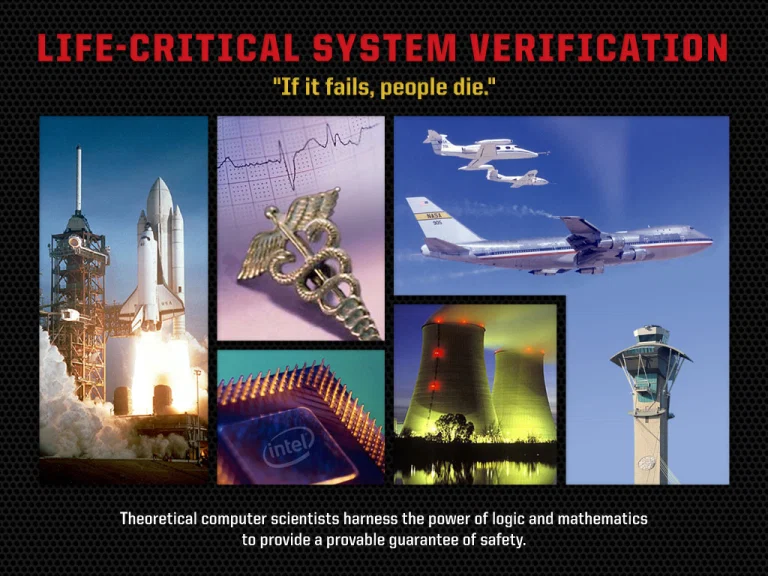 LIFE-CRITICAL SYSTEM VERIFICATION
"If it fails, people die."
NASA
intel
Theoretical computer scientists harness the power of logic and mathematics
to provide a provable guarantee of safety.